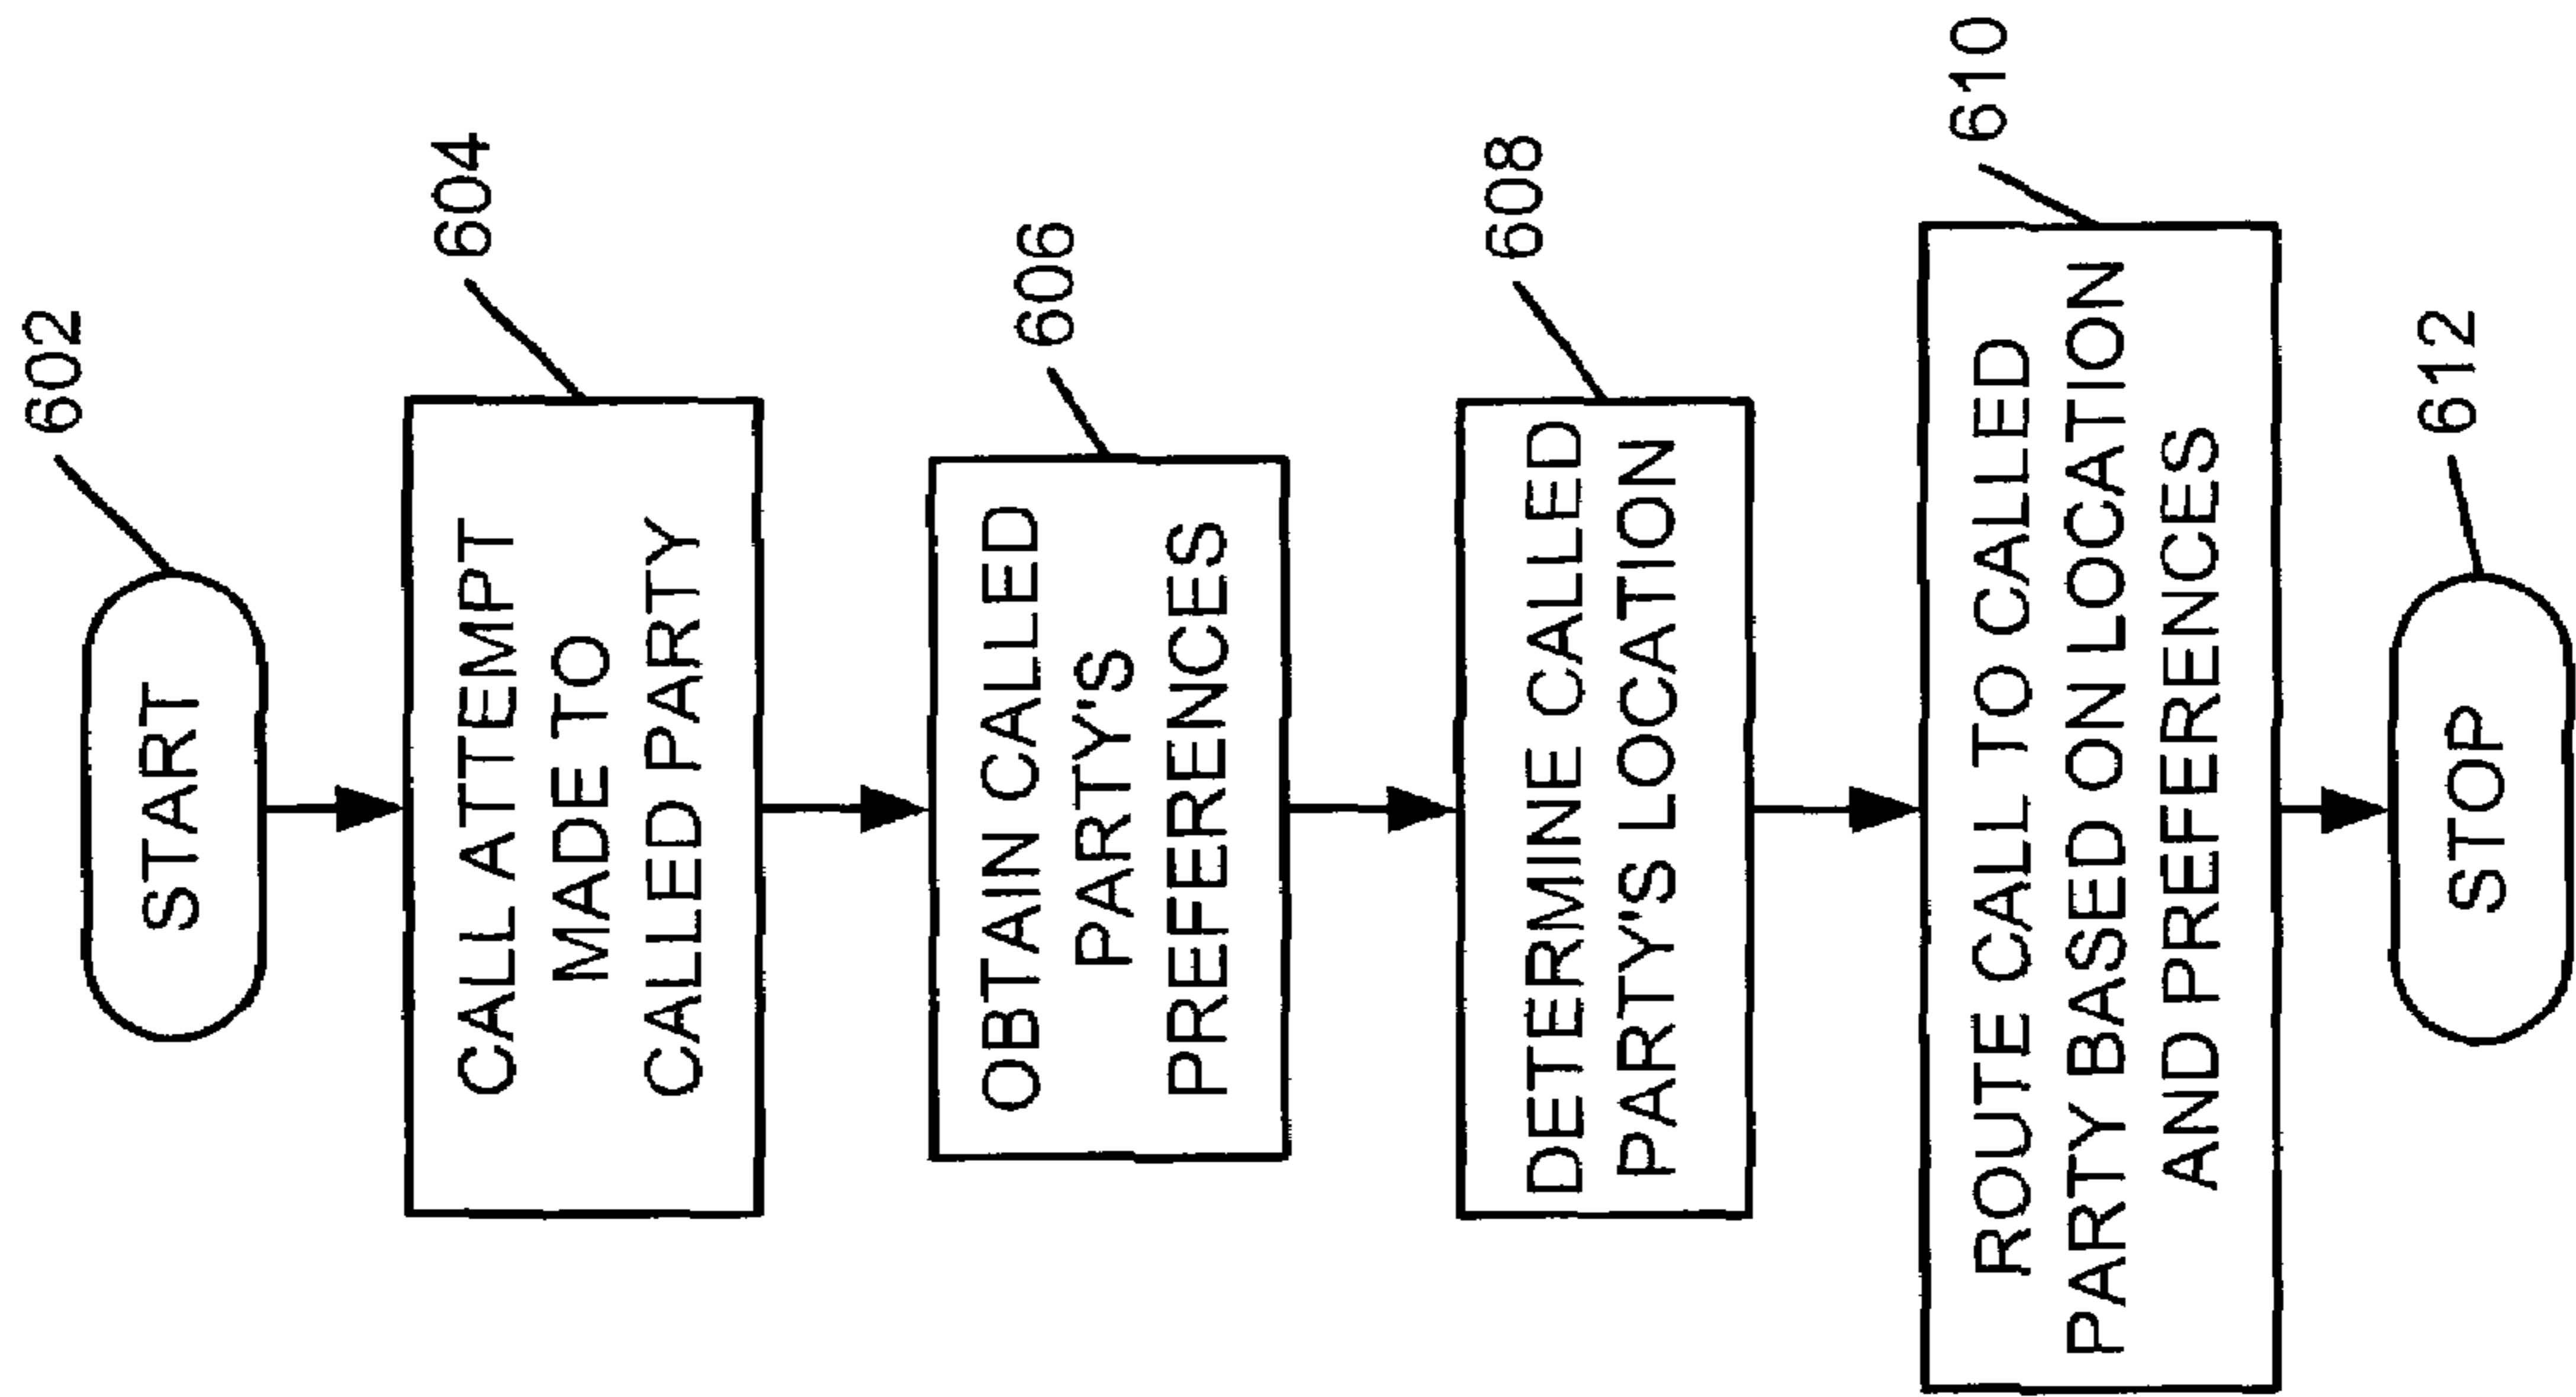 START
602
CALL ATTEMPT
MADE TO
CALLED PARTY
604
OBTAIN CALLED
PARTY'S
PREFERENCES
606
DETERMINE CALLED
PARTY'S LOCATION
608
ROUTE CALL TO CALLED
PARTY BASED ON LOCATION
AND PREFERENCES
610
STOP
612